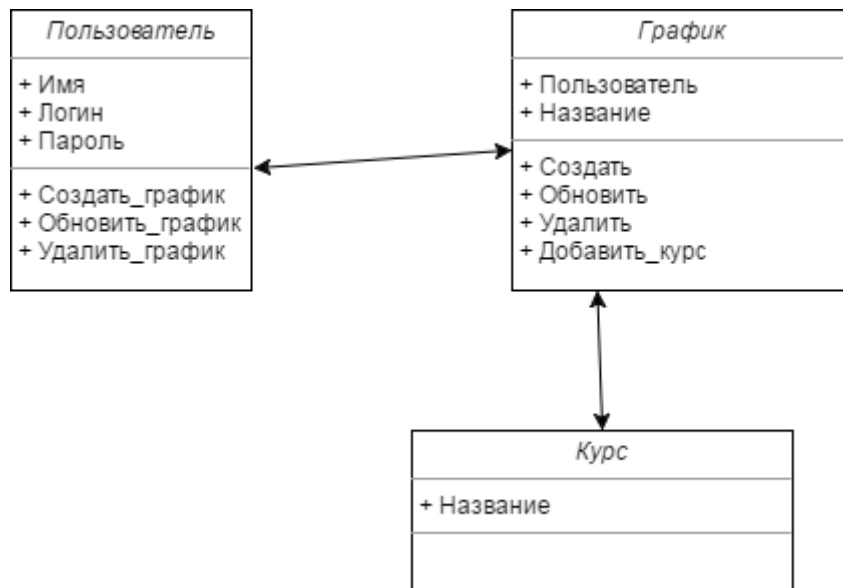 Пользователь
+ Имя
+ Логин
+ Пароль
+ Создать_график
+ Обновить_график
+ Удалить_график
График
+ Пользователь
+ Название
+ Создать
+ Обновить
+ Удалить
+ Добавить_курс
Курс
+ Название